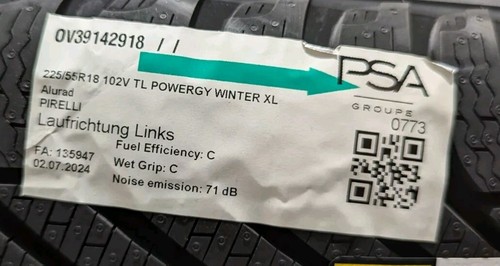 OV39142918 / /
PSA
GROUPE
0773
225/55R18 102V TL POWERGY WINTER XL
Alurad
PIRELLI
Laufrichtung Links
Fuel Efficiency: C
FA: 135947
Wet Grip: C
02.07.2024
Noise emission: 71 dB